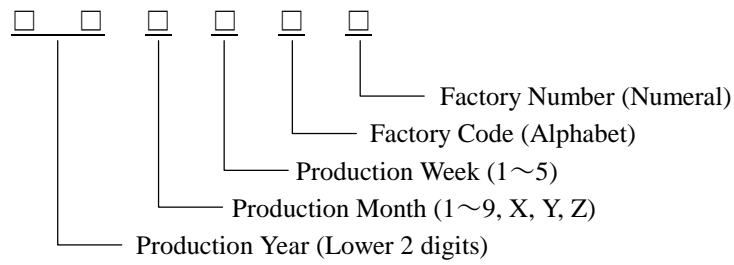 □ □ □ □ □ □
Factory Number (Numeral)
Factory Code (Alphabet)
Production Week (1～5)
Production Month (1～9, X, Y, Z)
Production Year (Lower 2 digits)